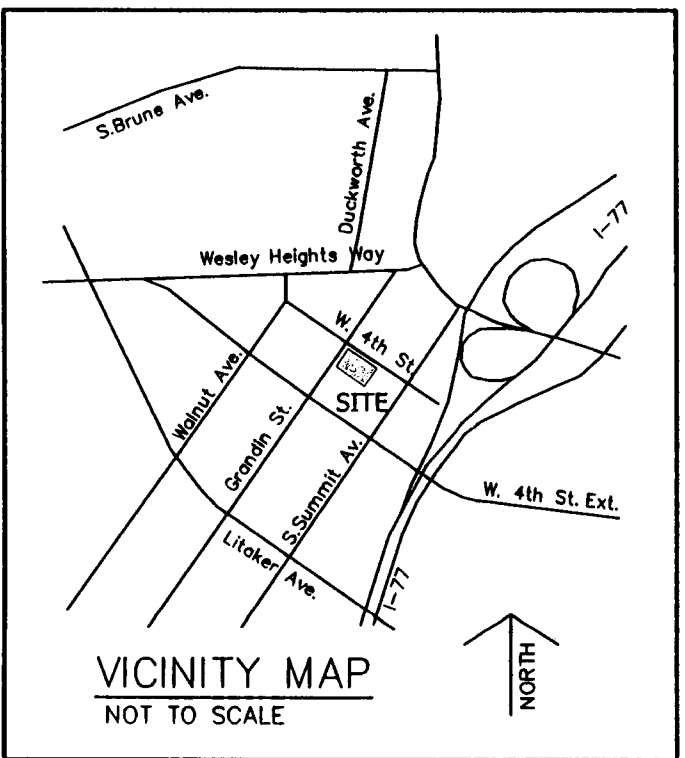 S.Brune Ave.
Duckworth Ave.
I-77
Wesley Heights Way
W. 4th St.
Walnut Ave.
SITE
Grandin St.
S.Summit Av.
W. 4th St. Ext.
Litaker Ave.
I-77
VICINITY MAP
NOT TO SCALE
NORTH